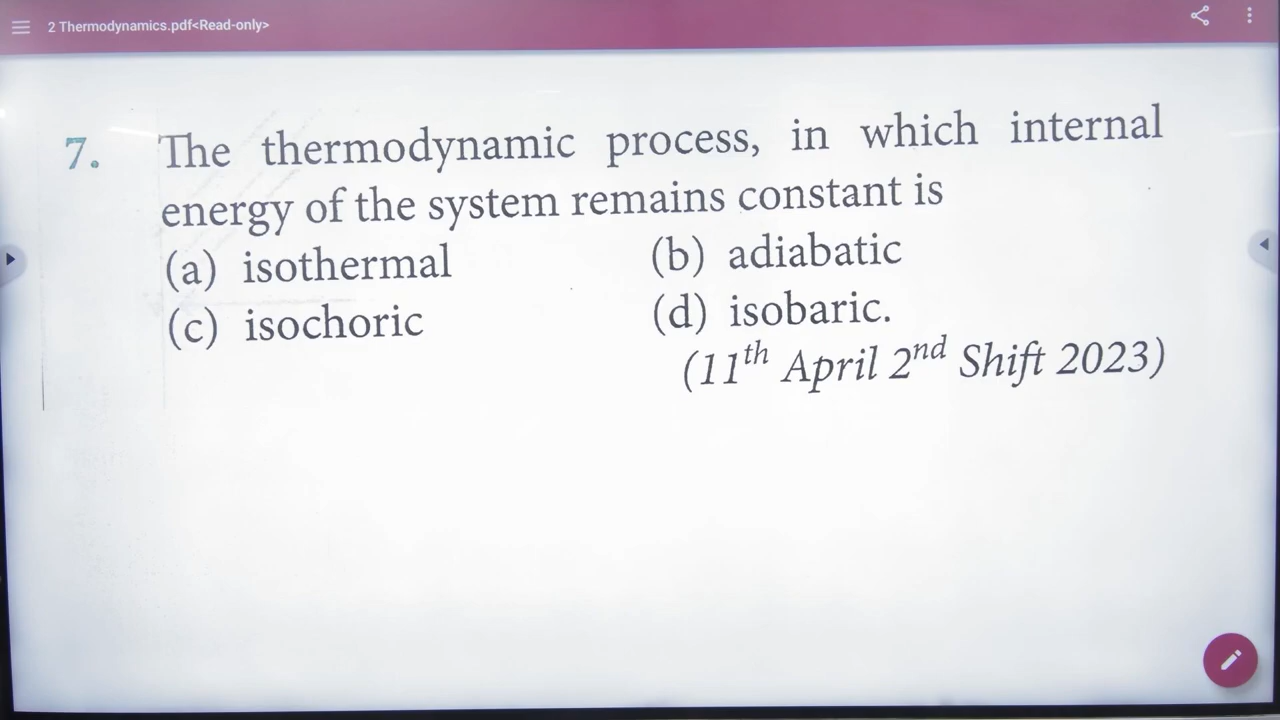 2 Thermodynamics.pdf<Read-only>
7. The thermodynamic process, in which internal
energy of the system remains constant is
(a) isothermal (b) adiabatic
(c) isochoric (d) isobaric.
(11th April 2nd Shift 2023)